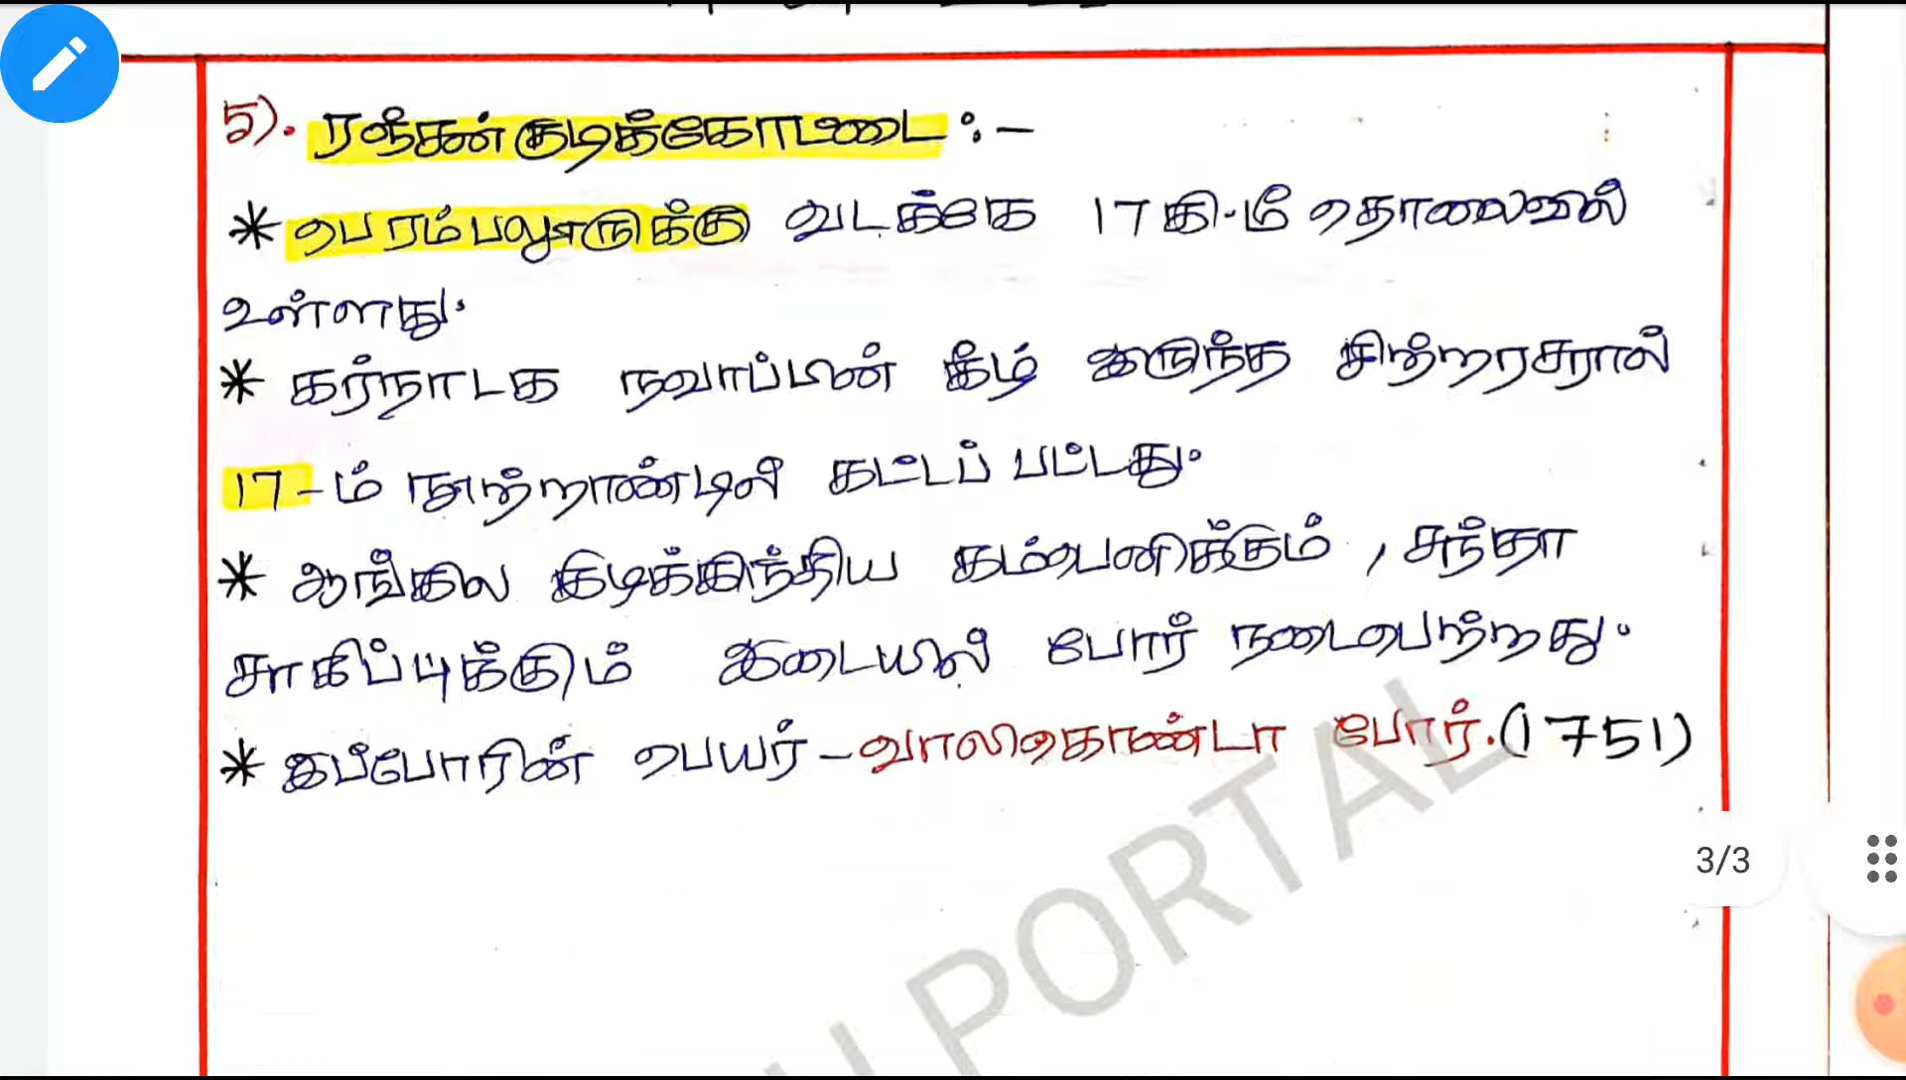 5). ரஞ்சன் குடிக்கோட்டை :-
* பெரம்பலூருக்கு வடக்கே 17 கி.மீ தொலைவில்
உள்ளது.
* கர்நாடக நவாப்பின் கீழ் இருந்த சிற்றரசரால்
17-ம் நூற்றாண்டில் கட்டப் பட்டது.
* ஆங்கில கிழக்கிந்திய கம்பெனிக்கும், சந்தா
சாகிப்புக்கும் இடையில் போர் நடைபெற்றது.
* இப்போரின் பெயர் - வாலிகொண்டா போர். (1751)
3/3
PORTAL